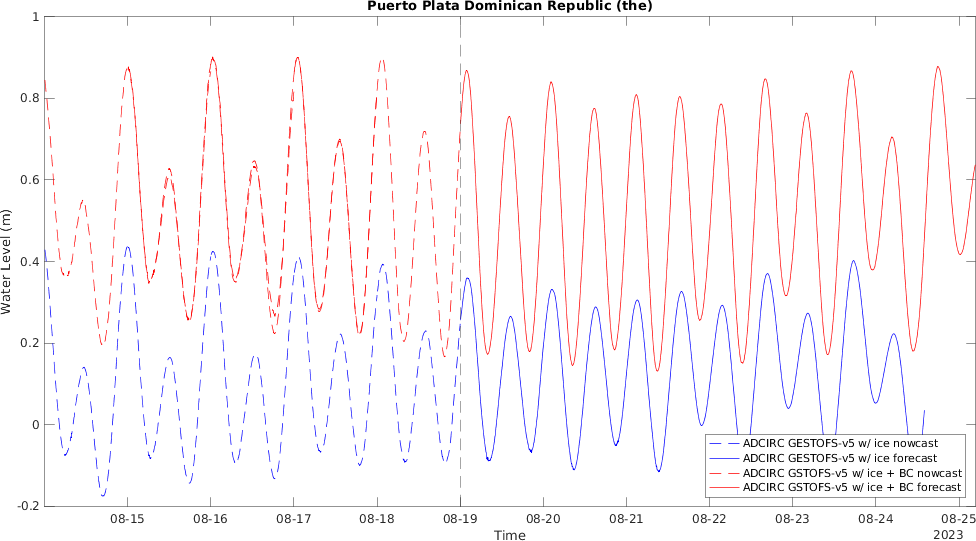 Puerto Plata Dominican Republic (the)
1
0.8
0.6
0.4
0.2
0
-0.2
Water Level (m)
ADCIRC GESTOFS-v5 w/ ice nowcast
ADCIRC GESTOFS-v5 w/ ice forecast
ADCIRC GSTOFS-v5 w/ ice + BC nowcast
ADCIRC GSTOFS-v5 w/ ice + BC forecast
08-15 08-16 08-17 08-18 08-19 08-20 08-21 08-22 08-23 08-24 08-25
Time
2023